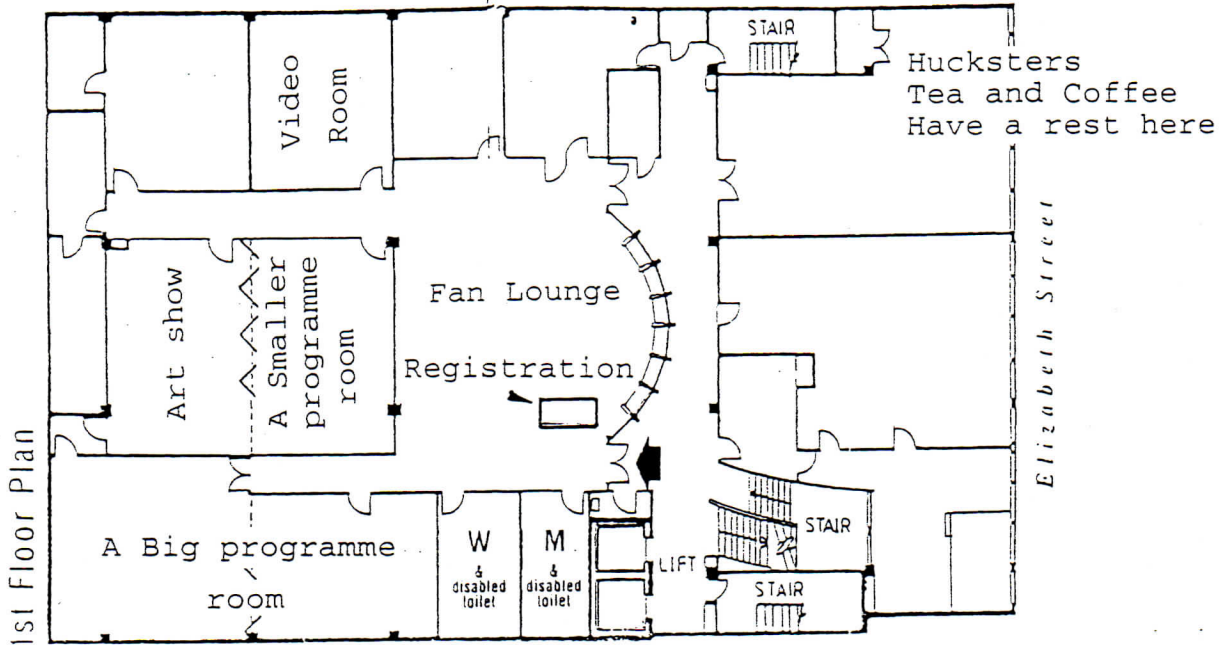 STAIR
Hucksters
Tea and Coffee
Have a rest here
Video
Room
Art show
A Smaller
programme
room
Fan Lounge
Registration
Elizabeth Street
1st Floor Plan
A Big programme
room
W
&
disabled
toilet
M
&
disabled
toilet
LIFT
STAIR
STAIR